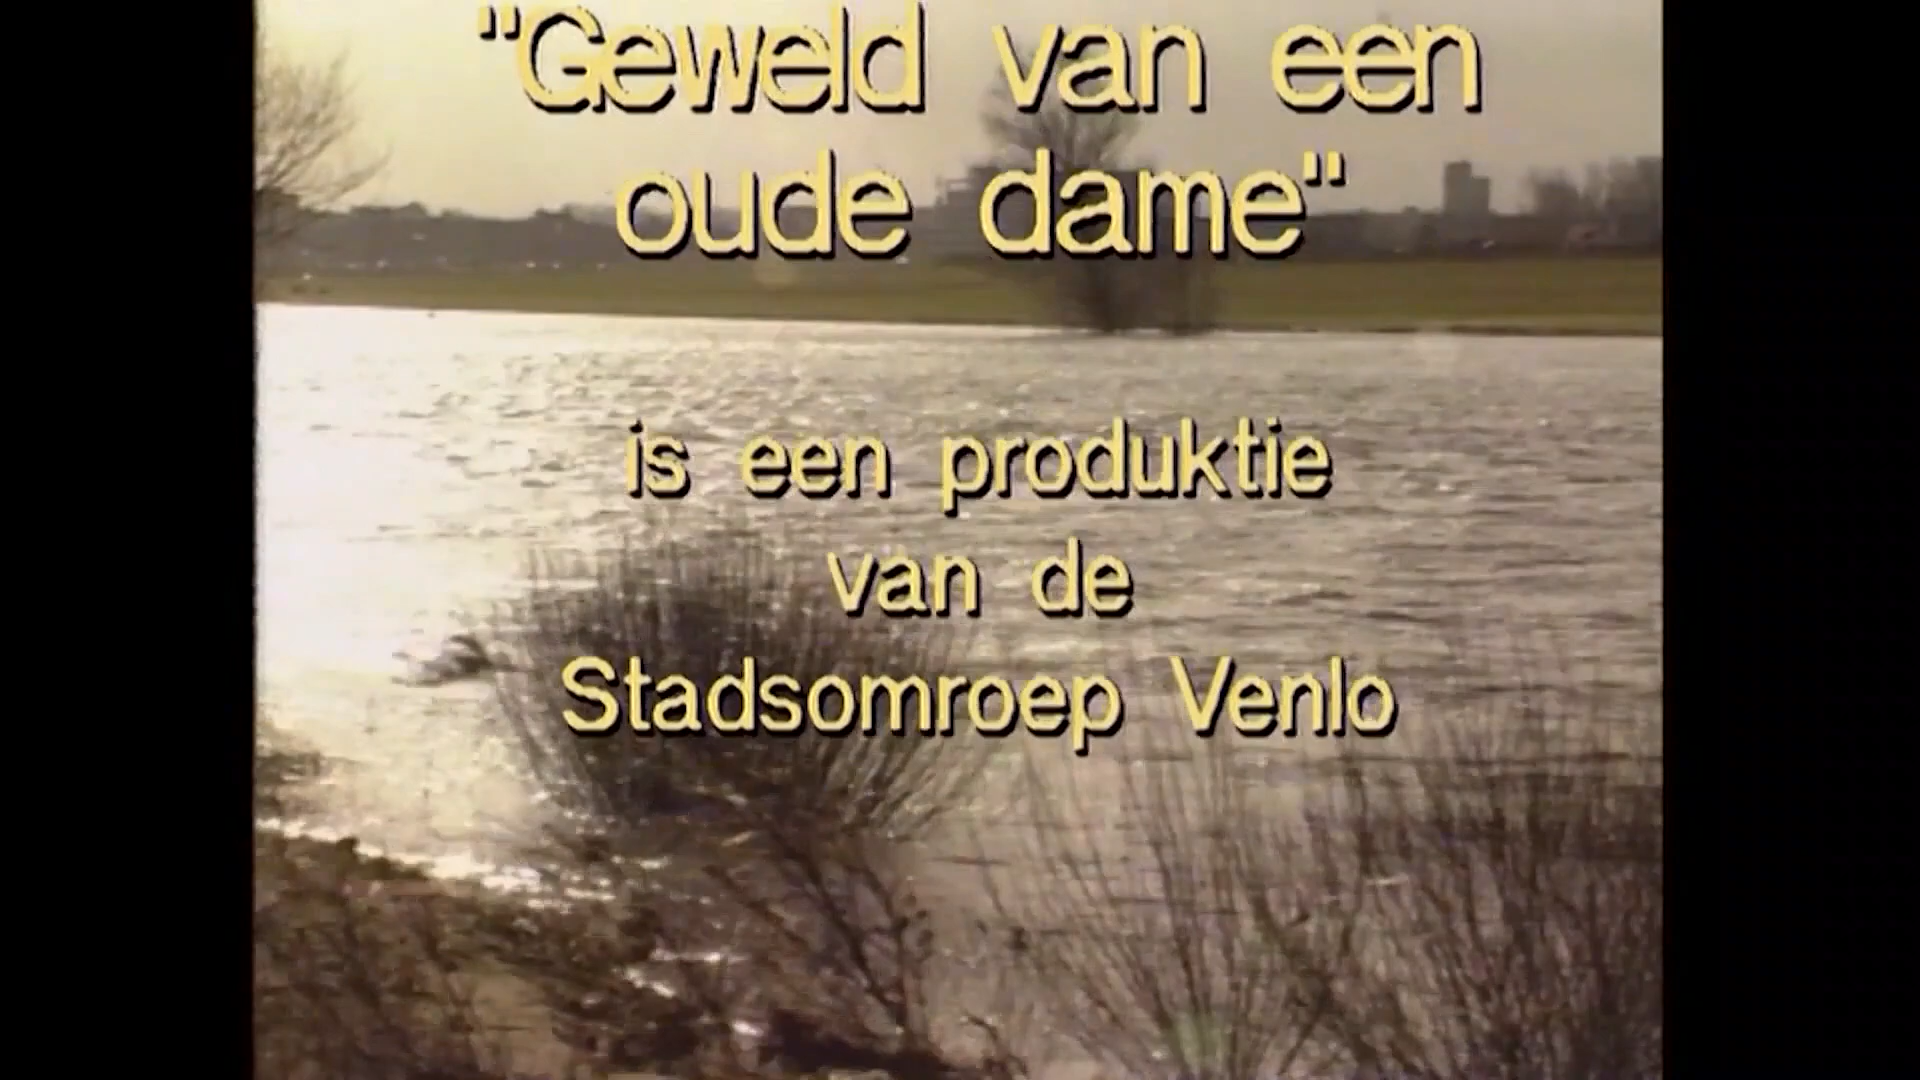 "Geweld van een
oude dame"
is een produktie
van de
Stadsomroep Venlo